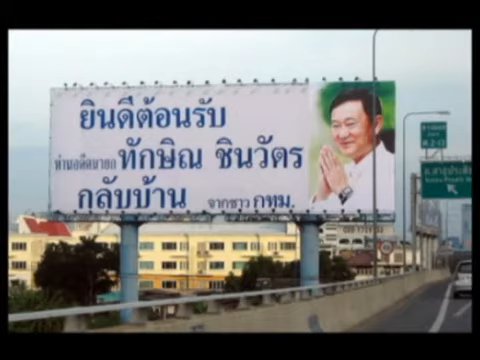 ยินดีต้อนรับ
ท่านอดีตนายก ทักษิณ ชินวัตร
กลับบ้าน จากชาว กทม.